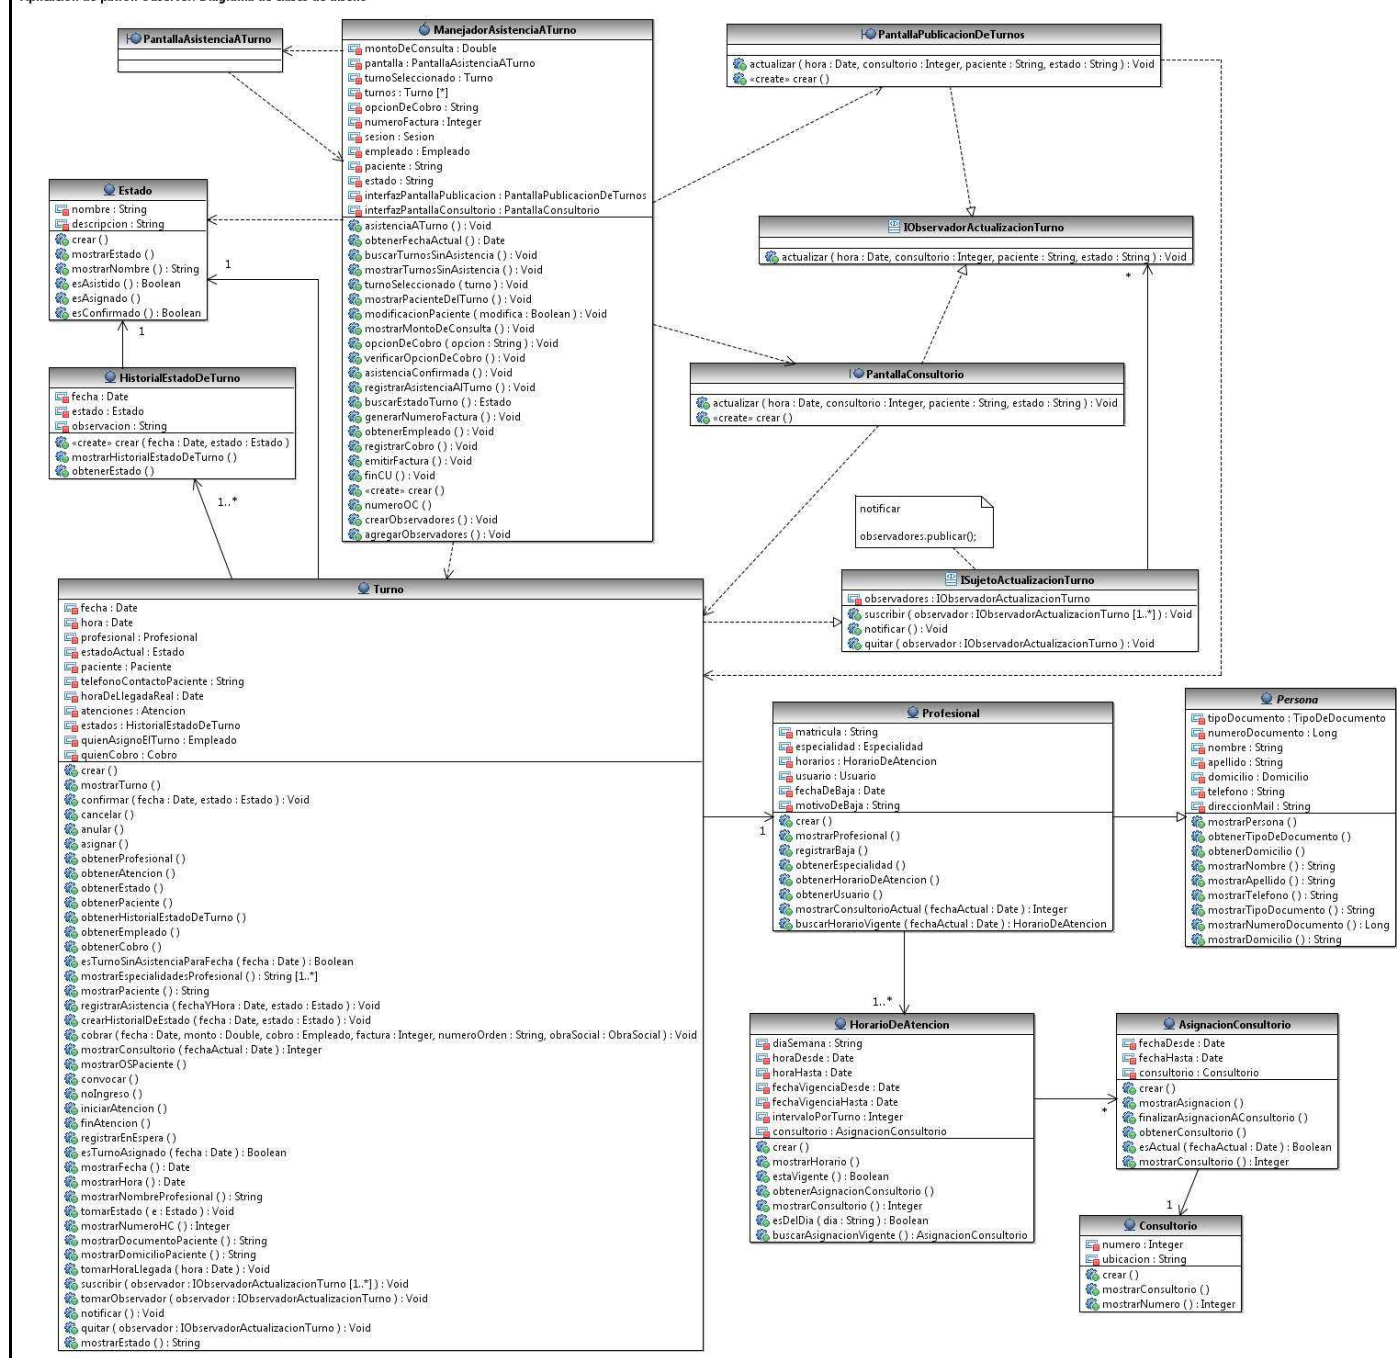 Aplicación de patrón Observer: Diagrama de clases de diseño
PantallaAsistenciaATurno
ManejadorAsistenciaATurno
montoDeConsulta : Double
pantalla : PantallaAsistenciaATurno
turnoSeleccionado : Turno
turnos : Turno [*]
opcionDeCobro : String
numeroFactura : Integer
sesion : Sesion
empleado : Empleado
paciente : String
estado : String
interfazPantallaPublicacion : PantallaPublicacionDeTurnos
interfazPantallaConsultorio : PantallaConsultorio
asistenciaATurno ( ) : Void
obtenerFechaActual ( ) : Date
buscarTurnosSinAsistencia ( ) : Void
mostrarTurnosSinAsistencia ( ) : Void
turnoSeleccionado ( turno ) : Void
mostrarPacienteDelTurno ( ) : Void
modificacionPaciente ( modifica : Boolean ) : Void
mostrarMontoDeConsulta ( ) : Void
opcionDeCobro ( opcion : String ) : Void
verificarOpcionDeCobro ( ) : Void
asistenciaConfirmada ( ) : Void
registrarAsistenciaAlTurno ( ) : Void
buscarEstadoTurno ( ) : Estado
generarNumeroFactura ( ) : Void
obtenerEmpleado ( ) : Void
registrarCobro ( ) : Void
emitirFactura ( ) : Void
finCU ( ) : Void
«create» crear ( )
numeroOC ( )
crearObservadores ( ) : Void
agregarObservadores ( ) : Void
PantallaPublicacionDeTurnos
actualizar ( hora : Date, consultorio : Integer, paciente : String, estado : String ) : Void
«create» crear ( )
Estado
nombre : String
descripcion : String
crear ( )
mostrarEstado ( )
mostrarNombre ( ) : String
esAsistido ( ) : Boolean
esAsignado ( )
esConfirmado ( ) : Boolean
1
1
IObservadorActualizacionTurno
actualizar ( hora : Date, consultorio : Integer, paciente : String, estado : String ) : Void
*
HistorialEstadoDeTurno
fecha : Date
estado : Estado
observacion : String
«create» crear ( fecha : Date, estado : Estado )
mostrarHistorialEstadoDeTurno ( )
obtenerEstado ( )
1..*
PantallaConsultorio
actualizar ( hora : Date, consultorio : Integer, paciente : String, estado : String ) : Void
«create» crear ( )
notificar
observadores.publicar();
ISujetoActualizacionTurno
observadores : IObservadorActualizacionTurno
suscribir ( observador : IObservadorActualizacionTurno [1..*] ) : Void
notificar ( ) : Void
quitar ( observador : IObservadorActualizacionTurno ) : Void
Turno
fecha : Date
hora : Date
profesional : Profesional
estadoActual : Estado
paciente : Paciente
telefonoContactoPaciente : String
horaDeLlegadaReal : Date
atenciones : Atencion
estados : HistorialEstadoDeTurno
quienAsignoElTurno : Empleado
quienCobro : Cobro
crear ( )
mostrarTurno ( )
confirmar ( fecha : Date, estado : Estado ) : Void
cancelar ( )
anular ( )
asignar ( )
obtenerProfesional ( )
obtenerAtencion ( )
obtenerEstado ( )
obtenerPaciente ( )
obtenerHistorialEstadoDeTurno ( )
obtenerEmpleado ( )
obtenerCobro ( )
esTurnoSinAsistenciaParaFecha ( fecha : Date ) : Boolean
mostrarEspecialidadesProfesional ( ) : String [1..*]
mostrarPaciente ( ) : String
registrarAsistencia ( fechaYHora : Date, estado : Estado ) : Void
crearHistorialDeEstado ( fecha : Date, estado : Estado ) : Void
cobrar ( fecha : Date, monto : Double, cobro : Empleado, factura : Integer, numeroOrden : String, obraSocial : ObraSocial ) : Void
mostrarConsultorio ( fechaActual : Date ) : Integer
mostrarOSPaciente ( )
convocar ( )
noIngreso ( )
iniciarAtencion ( )
finAtencion ( )
registrarEnEspera ( )
esTurnoAsignado ( fecha : Date ) : Boolean
mostrarFecha ( ) : Date
mostrarHora ( ) : Date
mostrarNombreProfesional ( ) : String
tomarEstado ( e : Estado ) : Void
mostrarNumeroHC ( ) : Integer
mostrarDocumentoPaciente ( ) : String
mostrarDomicilioPaciente ( ) : String
tomarHoraLlegada ( hora : Date ) : Void
suscribir ( observador : IObservadorActualizacionTurno [1..*] ) : Void
tomarObservador ( observador : IObservadorActualizacionTurno ) : Void
notificar ( ) : Void
quitar ( observador : IObservadorActualizacionTurno ) : Void
mostrarEstado ( ) : String
1
Profesional
matricula : String
especialidad : Especialidad
horarios : HorarioDeAtencion
usuario : Usuario
fechaDeBaja : Date
motivoDeBaja : String
crear ( )
mostrarProfesional ( )
registrarBaja ( )
obtenerEspecialidad ( )
obtenerHorarioDeAtencion ( )
obtenerUsuario ( )
mostrarConsultorioActual ( fechaActual : Date ) : Integer
buscarHorarioVigente ( fechaActual : Date ) : HorarioDeAtencion
Persona
tipoDocumento : TipoDeDocumento
numeroDocumento : Long
nombre : String
apellido : String
domicilio : Domicilio
telefono : String
direccionMail : String
mostrarPersona ( )
obtenerTipoDeDocumento ( )
obtenerDomicilio ( )
mostrarNombre ( ) : String
mostrarApellido ( ) : String
mostrarTelefono ( ) : String
mostrarTipoDocumento ( ) : String
mostrarNumeroDocumento ( ) : Long
mostrarDomicilio ( ) : String
1..*
HorarioDeAtencion
diaSemana : String
horaDesde : Date
horaHasta : Date
fechaVigenciaDesde : Date
fechaVigenciaHasta : Date
intervaloPorTurno : Integer
consultorio : AsignacionConsultorio
crear ( )
mostrarHorario ( )
estaVigente ( ) : Boolean
obtenerAsignacionConsultorio ( )
mostrarConsultorio ( ) : Integer
esDelDia ( dia : String ) : Boolean
buscarAsignacionVigente ( ) : AsignacionConsultorio
*
AsignacionConsultorio
fechaDesde : Date
fechaHasta : Date
consultorio : Consultorio
crear ( )
mostrarAsignacion ( )
finalizarAsignacionAConsultorio ( )
obtenerConsultorio ( )
esActual ( fechaActual : Date ) : Boolean
mostrarConsultorio ( ) : Integer
1
Consultorio
numero : Integer
ubicacion : String
crear ( )
mostrarConsultorio ( )
mostrarNumero ( ) : Integer